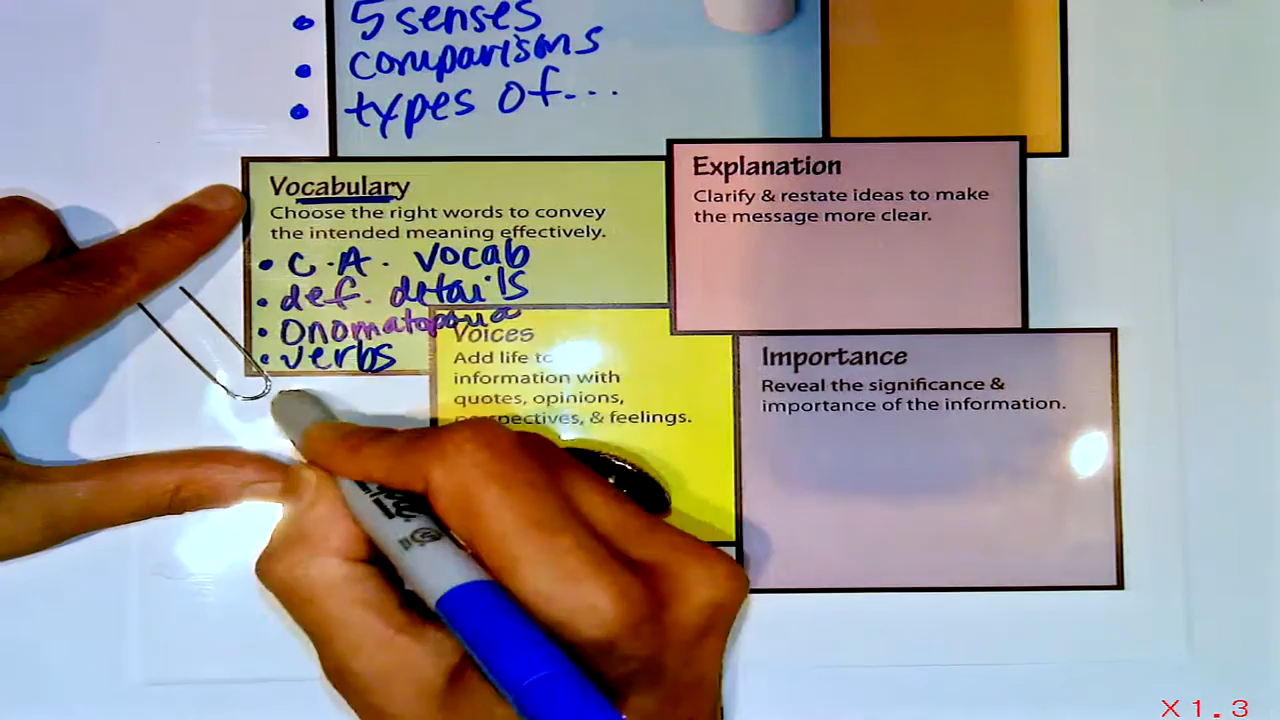 • 5 senses
• comparisons
• types of...
Vocabulary
Choose the right words to convey
the intended meaning effectively.
• C.A. vocab
• def. details
• Onomatopoeia
• verbs
Explanation
Clarify & restate ideas to make
the message more clear.
Voices
Add life to
information with
quotes, opinions,
perspectives, & feelings.
Importance
Reveal the significance &
importance of the information.
X1.3